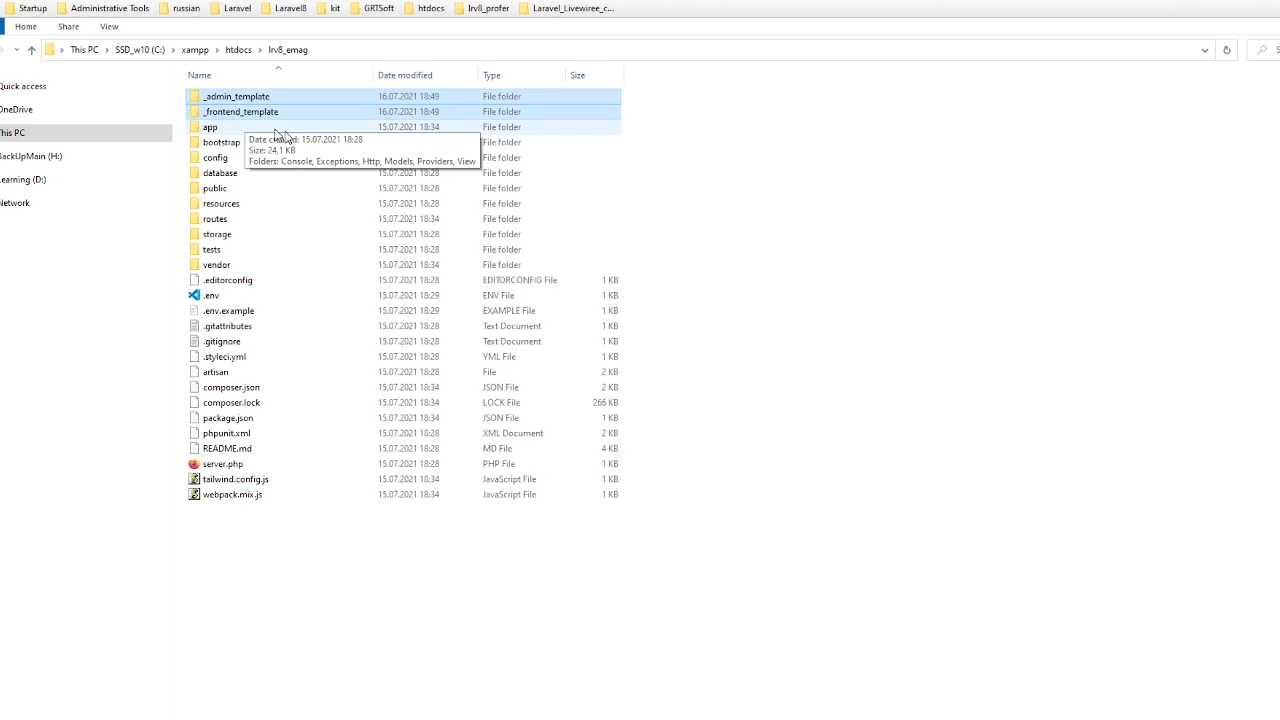 Startup Administrative Tools russian Laravel Laravel8 kit GRTSoft htdocs lrv8_profer Laravel_Livewiree_c...
Home Share View
This PC > SSD_w10 (C:) > xampp > htdocs > lrv8_emag
Name Date modified Type Size
Quick access
OneDrive
This PC
BackUpMain (H:)
Learning (D:)
Network
_admin_template 16.07.2021 18:49 File folder
_frontend_template 16.07.2021 18:49 File folder
app 15.07.2021 18:34 File folder
bootstrap File folder
config File folder
database 15.07.2021 18:28 File folder
Date created: 15.07.2021 18:28
Size: 24,1 KB
Folders: Console, Exceptions, Http, Models, Providers, View
public 15.07.2021 18:28 File folder
resources 15.07.2021 18:28 File folder
routes 15.07.2021 18:34 File folder
storage 15.07.2021 18:28 File folder
tests 15.07.2021 18:28 File folder
vendor 15.07.2021 18:34 File folder
.editorconfig 15.07.2021 18:28 EDITORCONFIG File 1 KB
.env 15.07.2021 18:29 ENV File 1 KB
.env.example 15.07.2021 18:29 EXAMPLE File 1 KB
.gitattributes 15.07.2021 18:28 Text Document 1 KB
.gitignore 15.07.2021 18:28 Text Document 1 KB
.styleci.yml 15.07.2021 18:28 YML File 1 KB
artisan 15.07.2021 18:28 File 2 KB
composer.json 15.07.2021 18:34 JSON File 2 KB
composer.lock 15.07.2021 18:34 LOCK File 266 KB
package.json 15.07.2021 18:34 JSON File 1 KB
phpunit.xml 15.07.2021 18:28 XML Document 2 KB
README.md 15.07.2021 18:28 MD File 4 KB
server.php 15.07.2021 18:28 PHP File 1 KB
tailwind.config.js 15.07.2021 18:34 JavaScript File 1 KB
webpack.mix.js 15.07.2021 18:34 JavaScript File 1 KB